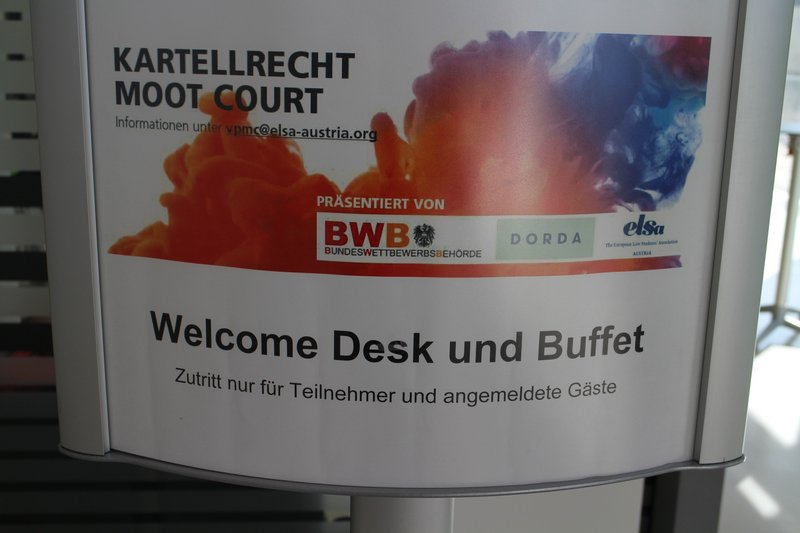 KARTELLRECHT
MOOT COURT
Informationen unter vpmc@elsa-austria.org
PRÄSENTIERT VON
BWB
BUNDESWETTBEWERBSBEHÖRDE
DORDA
elsa
The European Law Students' Association
AUSTRIA
Welcome Desk und Buffet
Zutritt nur für Teilnehmer und angemeldete Gäste